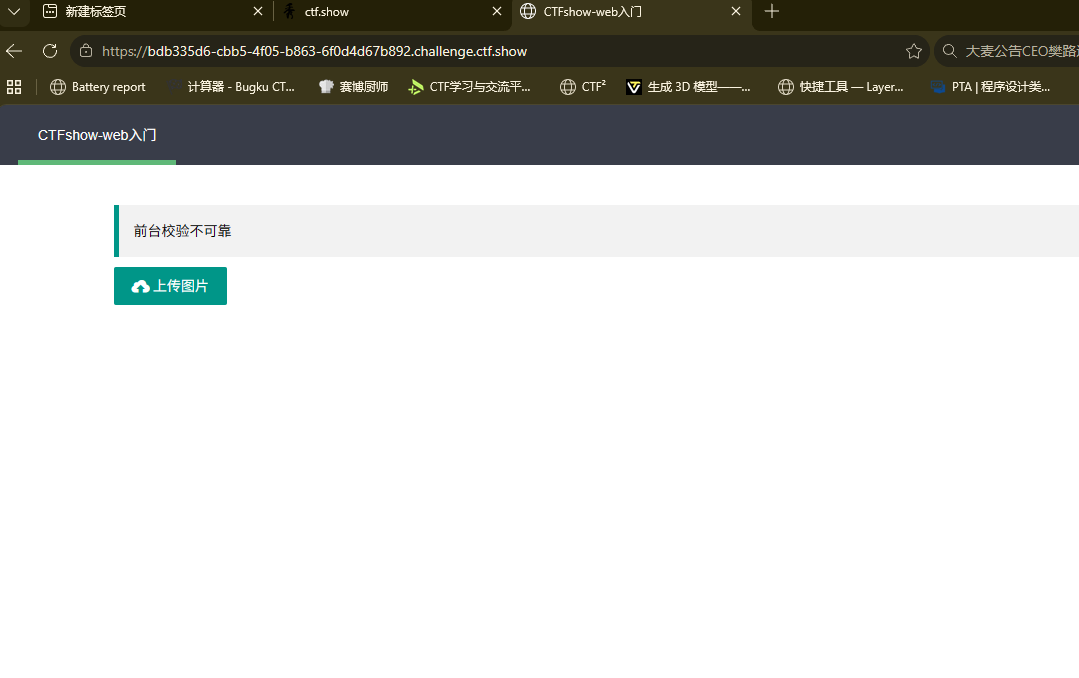 新建标签页
ctf.show
CTFshow-web入门
https://bdb335d6-cbb5-4f05-b863-6f0d4d67b892.challenge.ctf.show
大麦公告CEO樊路
Battery report
计算器 - Bugku CT...
赛博厨师
CTF学习与交流平...
CTF²
生成 3D 模型——...
快捷工具 — Layer...
PTA | 程序设计类...
CTFshow-web入门
前台校验不可靠
上传图片